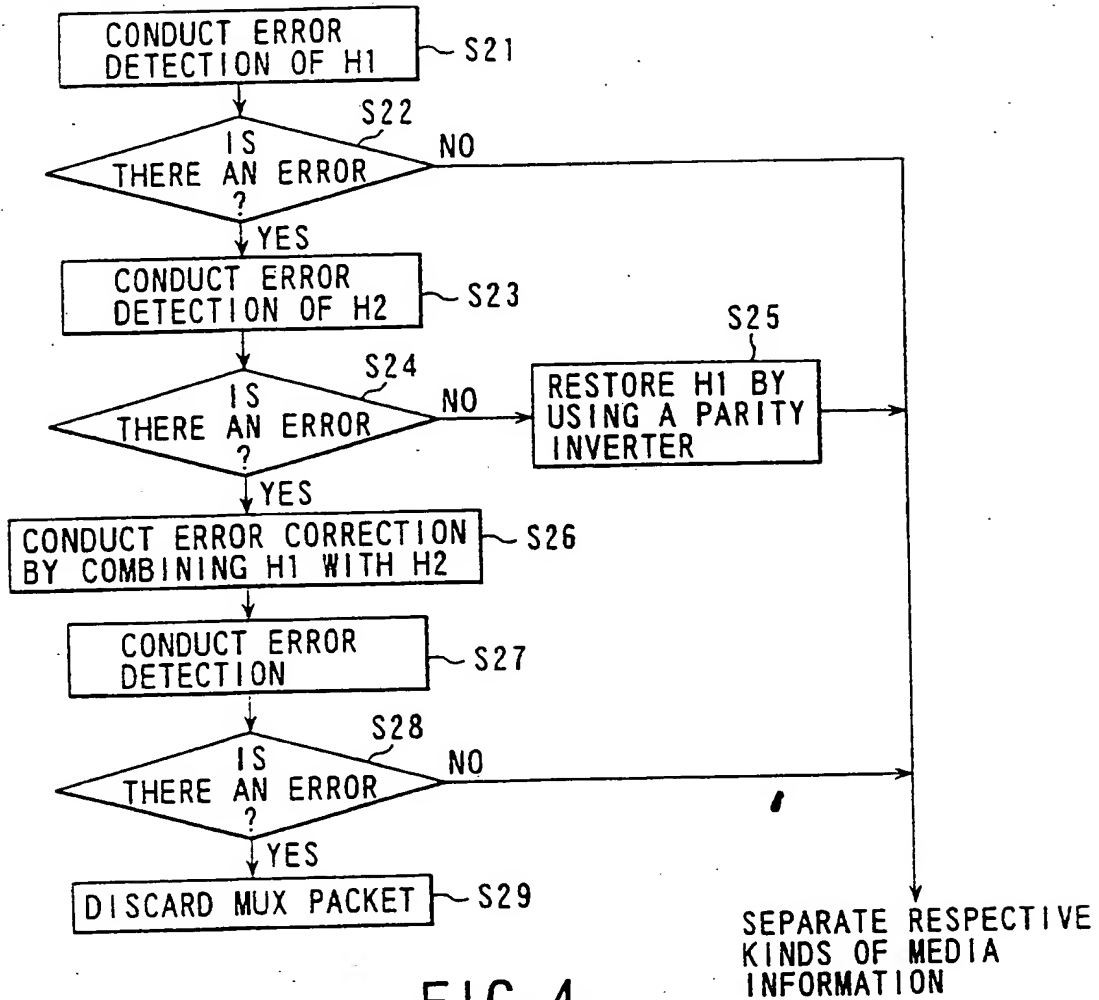 CONDUCT ERROR
DETECTION OF H1
S21
S22
IS
THERE AN ERROR
?
NO
YES
CONDUCT ERROR
DETECTION OF H2
S23
S24
IS
THERE AN ERROR
?
NO
S25
RESTORE H1 BY
USING A PARITY
INVERTER
YES
CONDUCT ERROR CORRECTION
BY COMBINING H1 WITH H2
S26
CONDUCT ERROR
DETECTION
S27
S28
IS
THERE AN ERROR
?
NO
YES
DISCARD MUX PACKET
S29
SEPARATE RESPECTIVE
KINDS OF MEDIA
INFORMATION
FIG.4